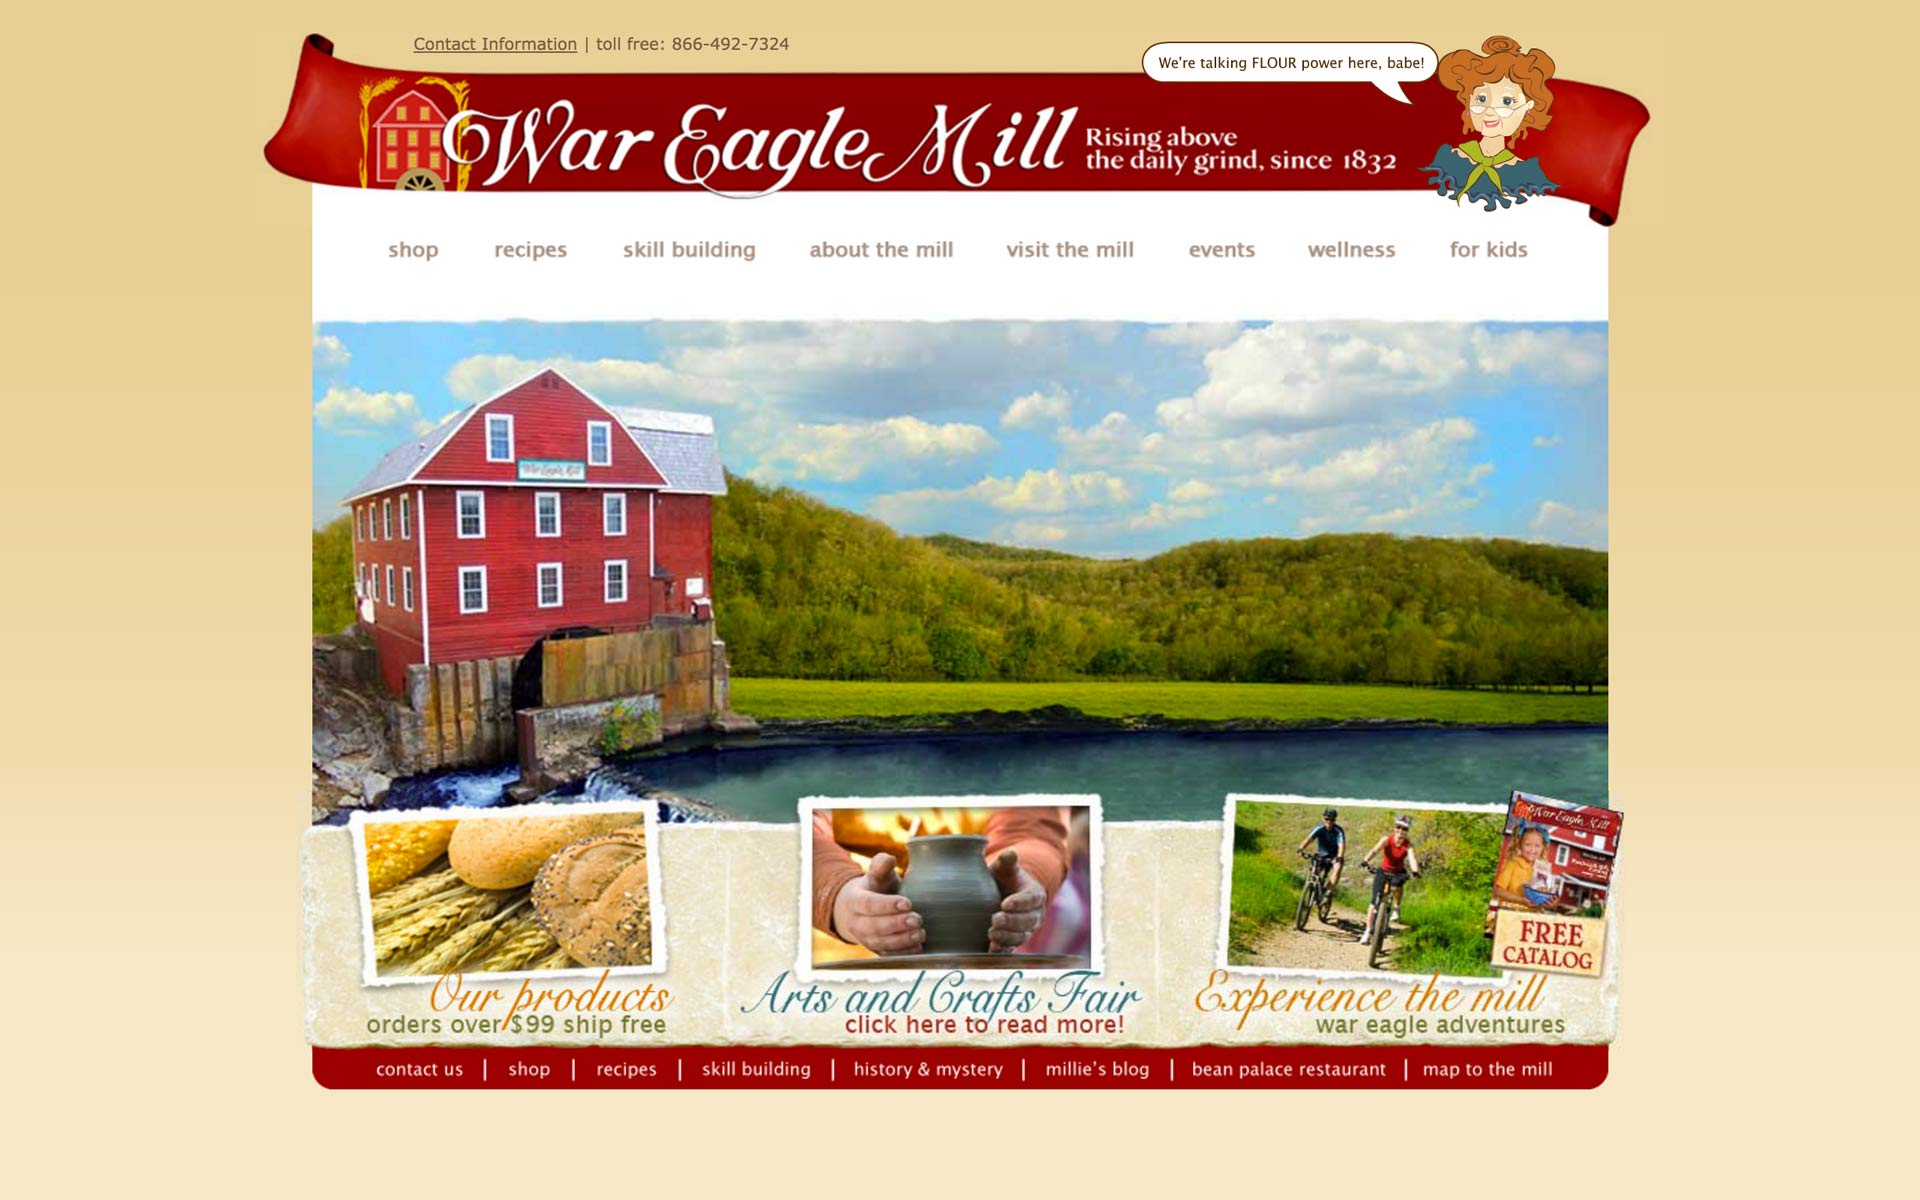 Contact Information | toll free: 866-492-7324
We're talking FLOUR power here, babe!
War Eagle Mill
Rising above
the daily grind, since 1832
shop
recipes
skill building
about the mill
visit the mill
events
wellness
for kids
War Eagle Mill
War Eagle Mill
FREE
CATALOG
Our products
orders over $99 ship free
Arts and Crafts Fair
click here to read more!
Experience the mill
war eagle adventures
contact us | shop | recipes | skill building | history & mystery | millie's blog | bean palace restaurant | map to the mill